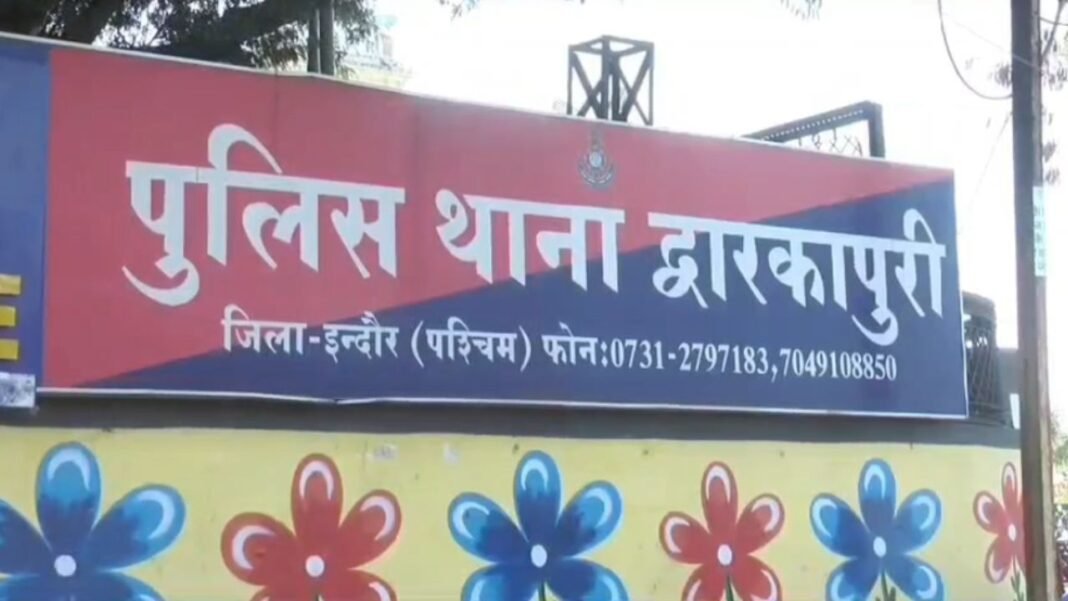 पुलिस थाना द्वारकापुरी
जिला-इन्दौर (पश्चिम) फोन:0731-2797183,7049108850